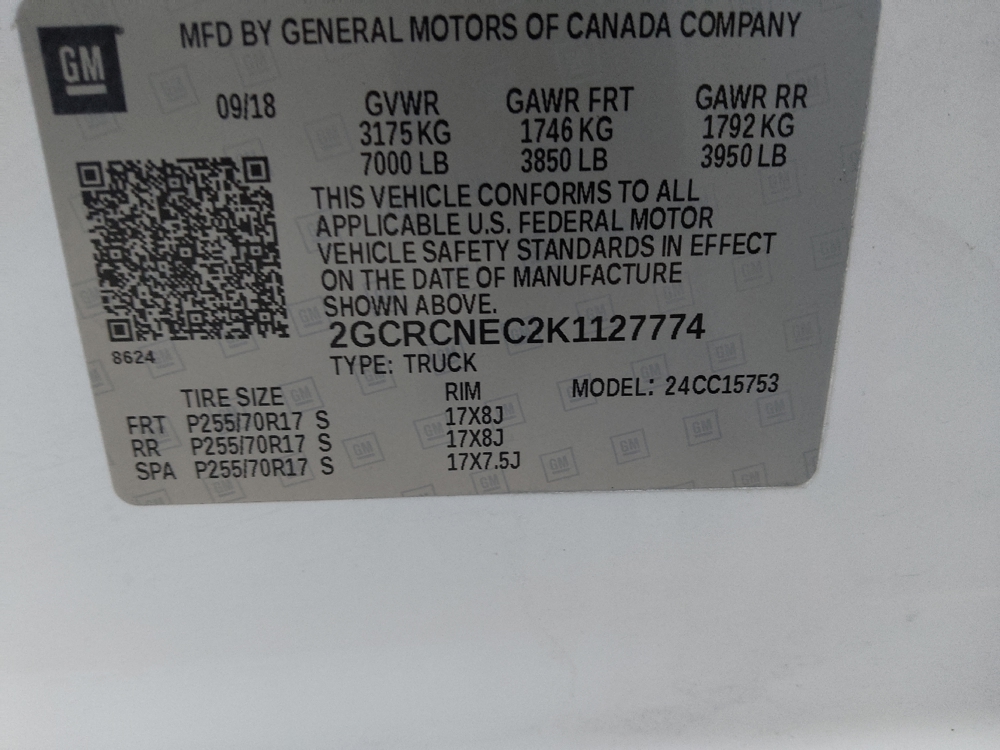 MFD BY GENERAL MOTORS OF CANADA COMPANY
GM
09/18 GVWR GAWR FRT GAWR RR
3175 KG 1746 KG 1792 KG
7000 LB 3850 LB 3950 LB
THIS VEHICLE CONFORMS TO ALL
APPLICABLE U.S. FEDERAL MOTOR
VEHICLE SAFETY STANDARDS IN EFFECT
ON THE DATE OF MANUFACTURE
SHOWN ABOVE.
2GCRCNEC2K1127774
8624
TYPE: TRUCK
TIRE SIZE RIM MODEL: 24CC15753
FRT P255/70R17 S 17X8J
RR P255/70R17 S 17X8J
SPA P255/70R17 S 17X7.5J